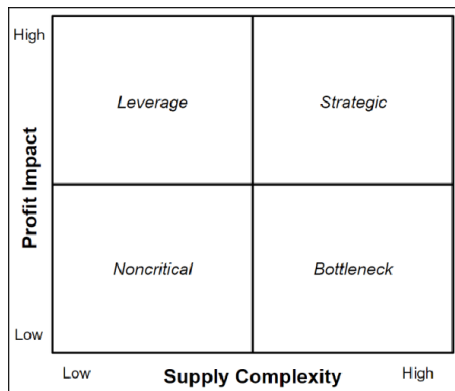 High
Leverage
Strategic
Profit Impact
Noncritical
Bottleneck
Low
Low
Supply Complexity
High